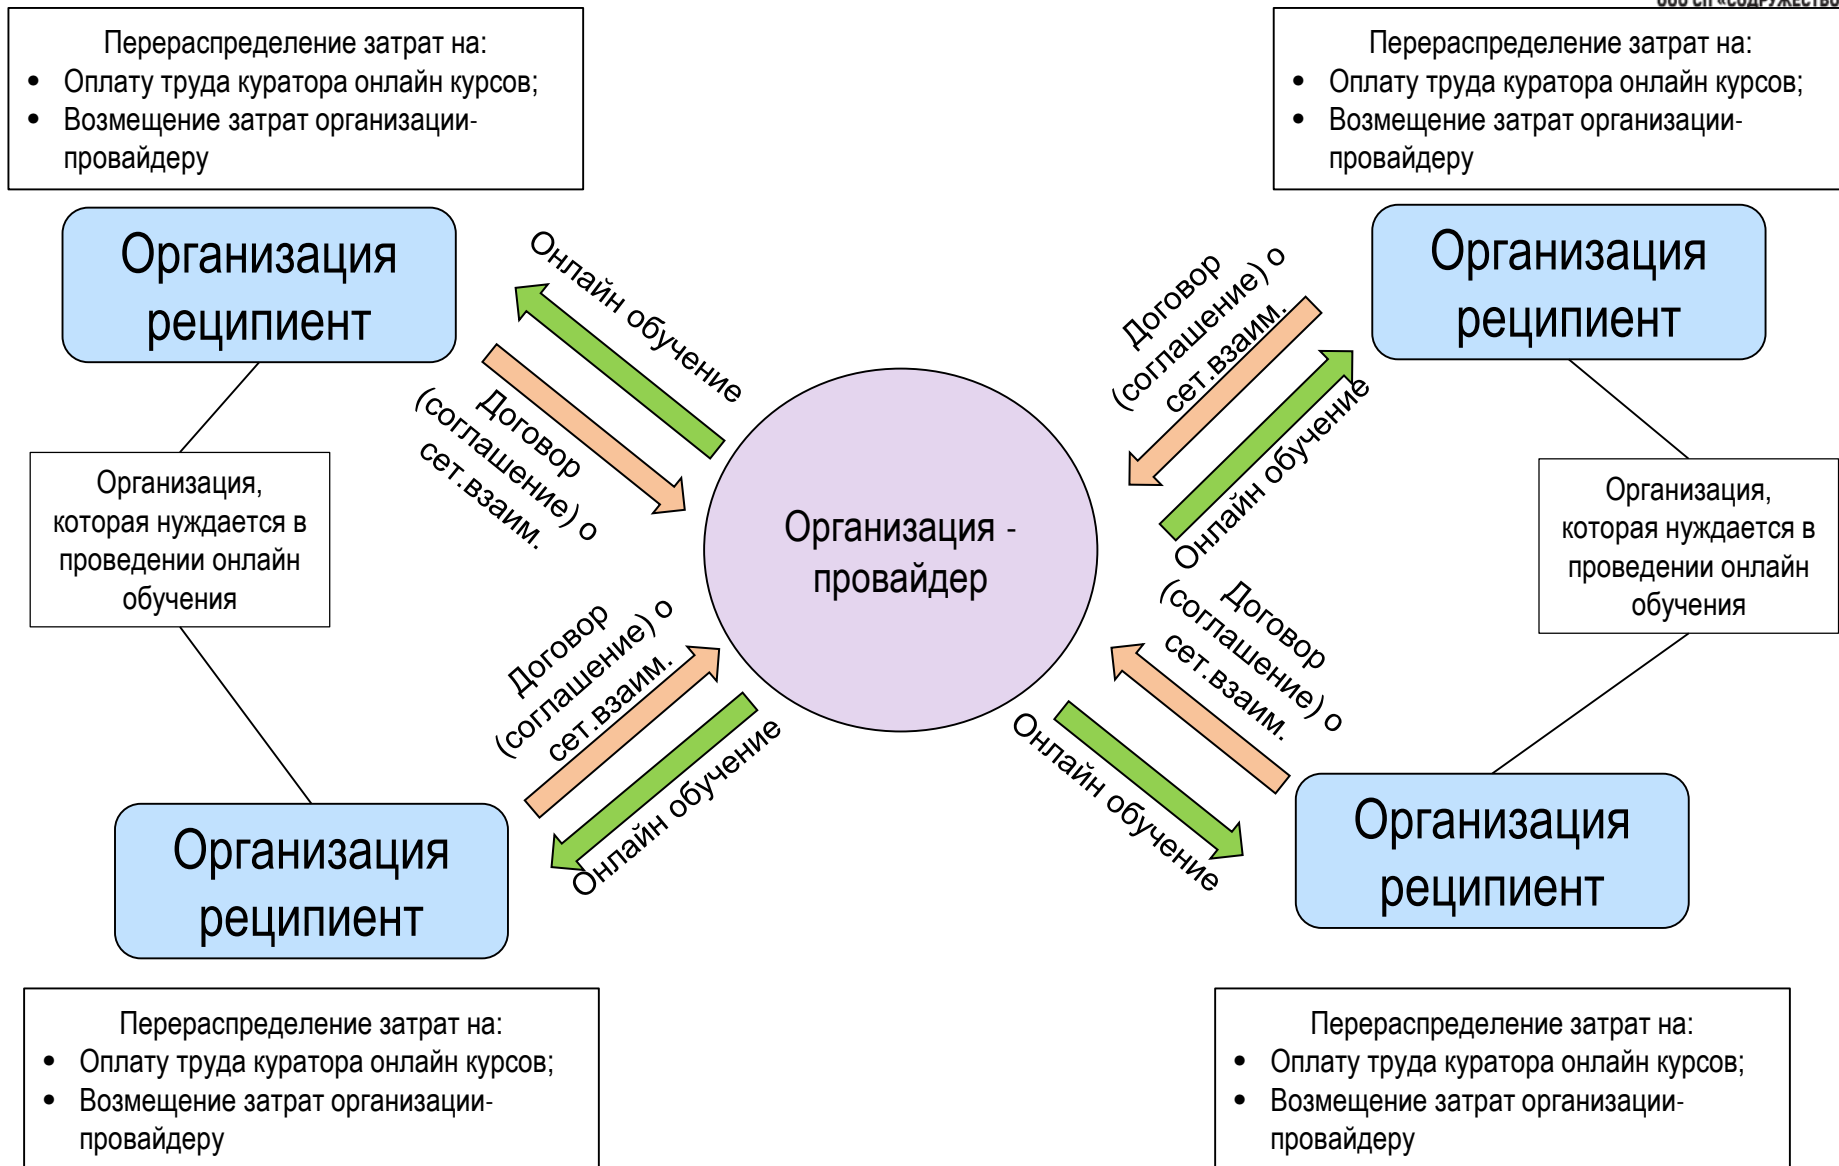 ООО СП «СОДРУЖЕСТВО
Перераспределение затрат на:
• Оплату труда куратора онлайн курсов;
• Возмещение затрат организации-
провайдеру
Перераспределение затрат на:
• Оплату труда куратора онлайн курсов;
• Возмещение затрат организации-
провайдеру
Организация
реципиент
Онлайн обучение
Договор
(соглашение) о
сет.взаим.
Договор
(соглашение) о
сет.взаим.
Онлайн обучение
Организация
реципиент
Организация,
которая нуждается в
проведении онлайн
обучения
Организация -
провайдер
Организация,
которая нуждается в
проведении онлайн
обучения
Договор
(соглашение) о
сет.взаим.
Онлайн обучение
Договор
(соглашение) о
сет.взаим.
Онлайн обучение
Организация
реципиент
Организация
реципиент
Перераспределение затрат на:
• Оплату труда куратора онлайн курсов;
• Возмещение затрат организации-
провайдеру
Перераспределение затрат на:
• Оплату труда куратора онлайн курсов;
• Возмещение затрат организации-
провайдеру